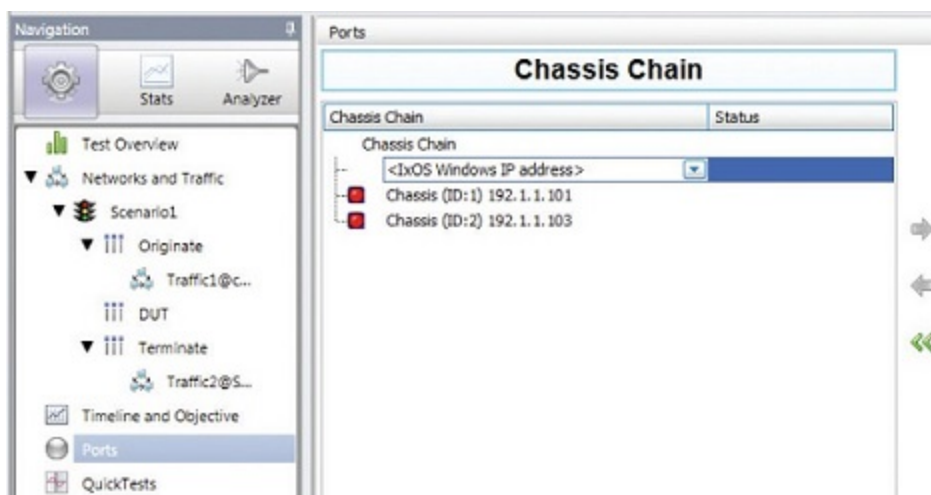 Navigation
Stats
Analyzer
Test Overview
Networks and Traffic
Scenario1
Originate
Traffic1@c...
DUT
Terminate
Traffic2@S...
Timeline and Objective
Ports
QuickTests
Ports
Chassis Chain
Chassis Chain Status
Chassis Chain
<IxOS Windows IP address>
Chassis (ID:1) 192.1.1.101
Chassis (ID:2) 192.1.1.103